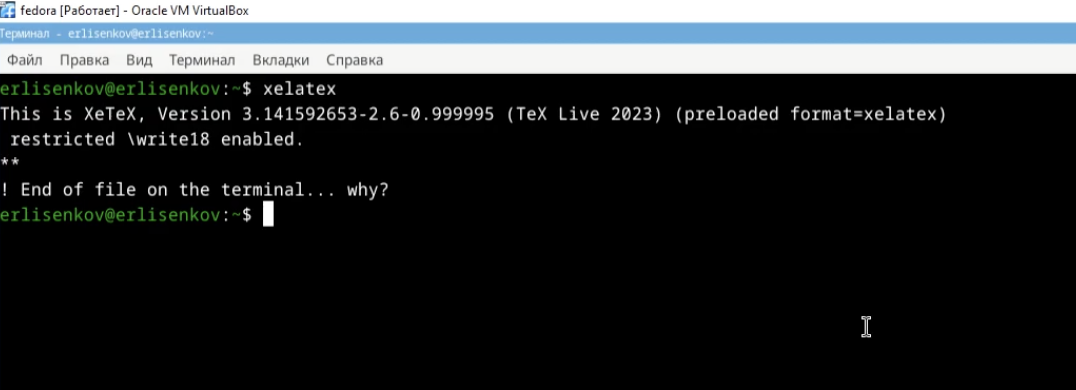 fedora [Работает] - Oracle VM VirtualBox
Терминал - erlisenkov@erlisenkov:~
Файл Правка Вид Терминал Вкладки Справка
erlisenkov@erlisenkov:~$ xelatex
This is XeTeX, Version 3.141592653-2.6-0.999995 (TeX Live 2023) (preloaded format=xelatex)
 restricted \write18 enabled.
**
! End of file on the terminal... why?
erlisenkov@erlisenkov:~$